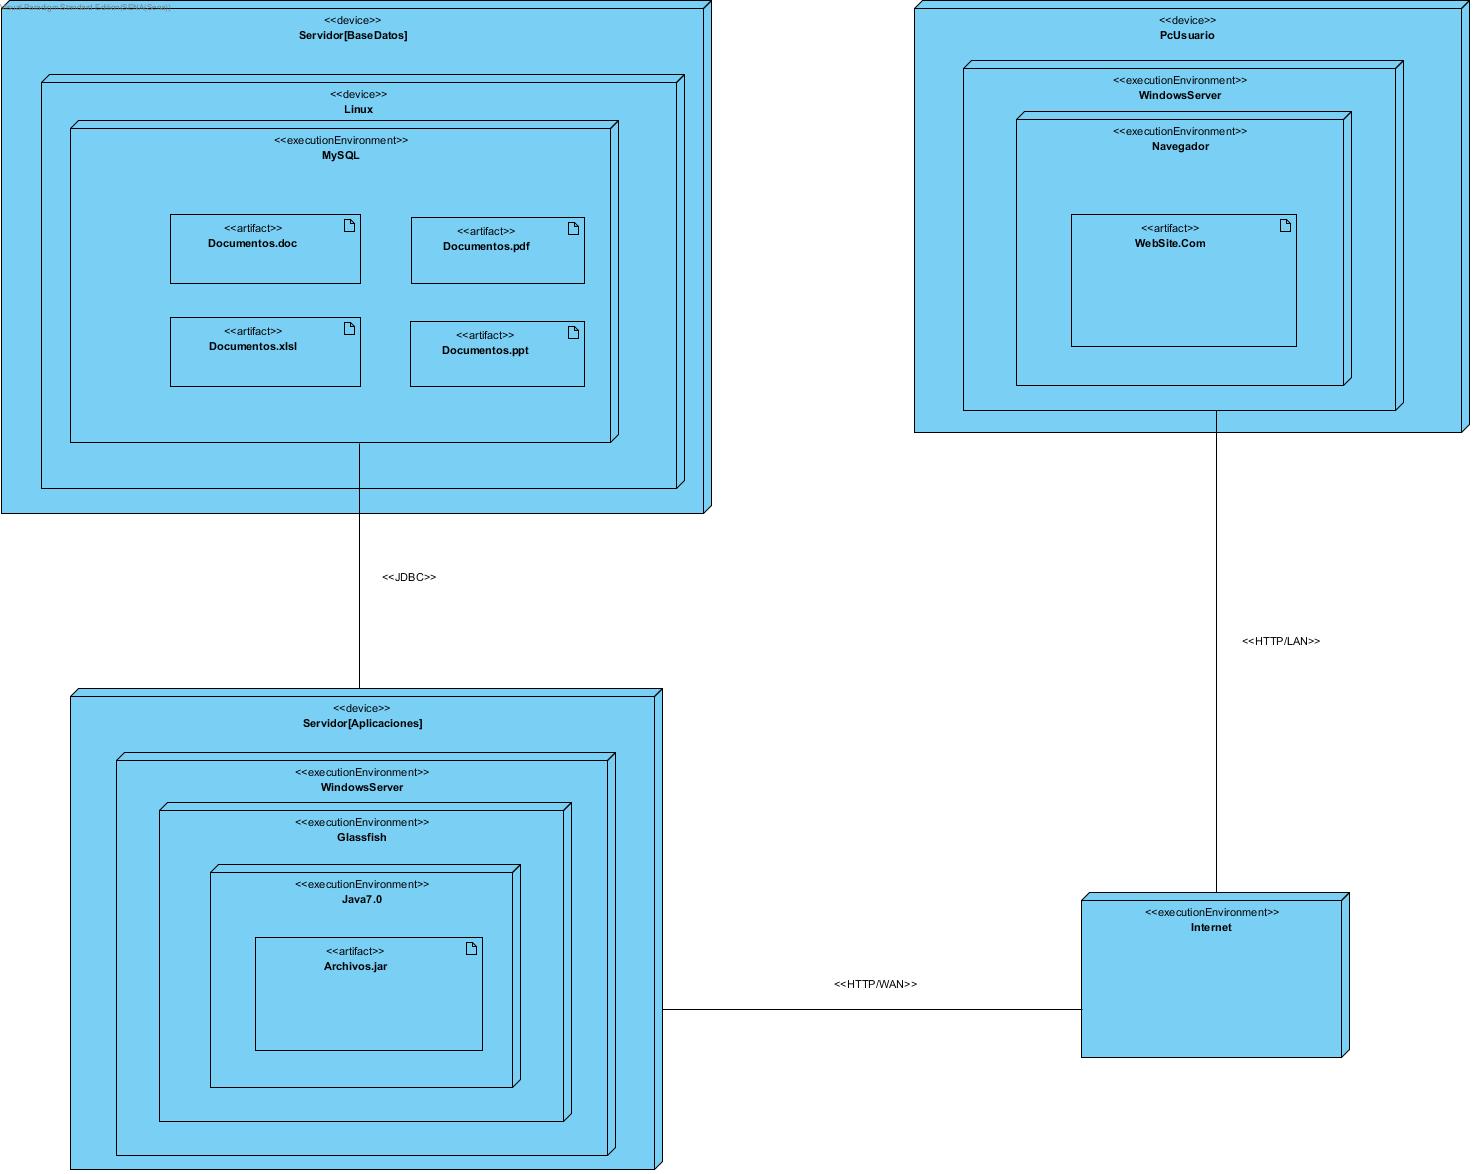 Visual Paradigm Standard Edition(SENA(Sena))
<<device>>
Servidor[BaseDatos]
<<device>>
Linux
<<executionEnvironment>>
MySQL
<<artifact>>
Documentos.doc
<<artifact>>
Documentos.pdf
<<artifact>>
Documentos.xlsl
<<artifact>>
Documentos.ppt
<<device>>
PcUsuario
<<executionEnvironment>>
WindowsServer
<<executionEnvironment>>
Navegador
<<artifact>>
WebSite.Com
<<JDBC>>
<<HTTP/LAN>>
<<device>>
Servidor[Aplicaciones]
<<executionEnvironment>>
WindowsServer
<<executionEnvironment>>
Glassfish
<<executionEnvironment>>
Java7.0
<<artifact>>
Archivos.jar
<<HTTP/WAN>>
<<executionEnvironment>>
Internet